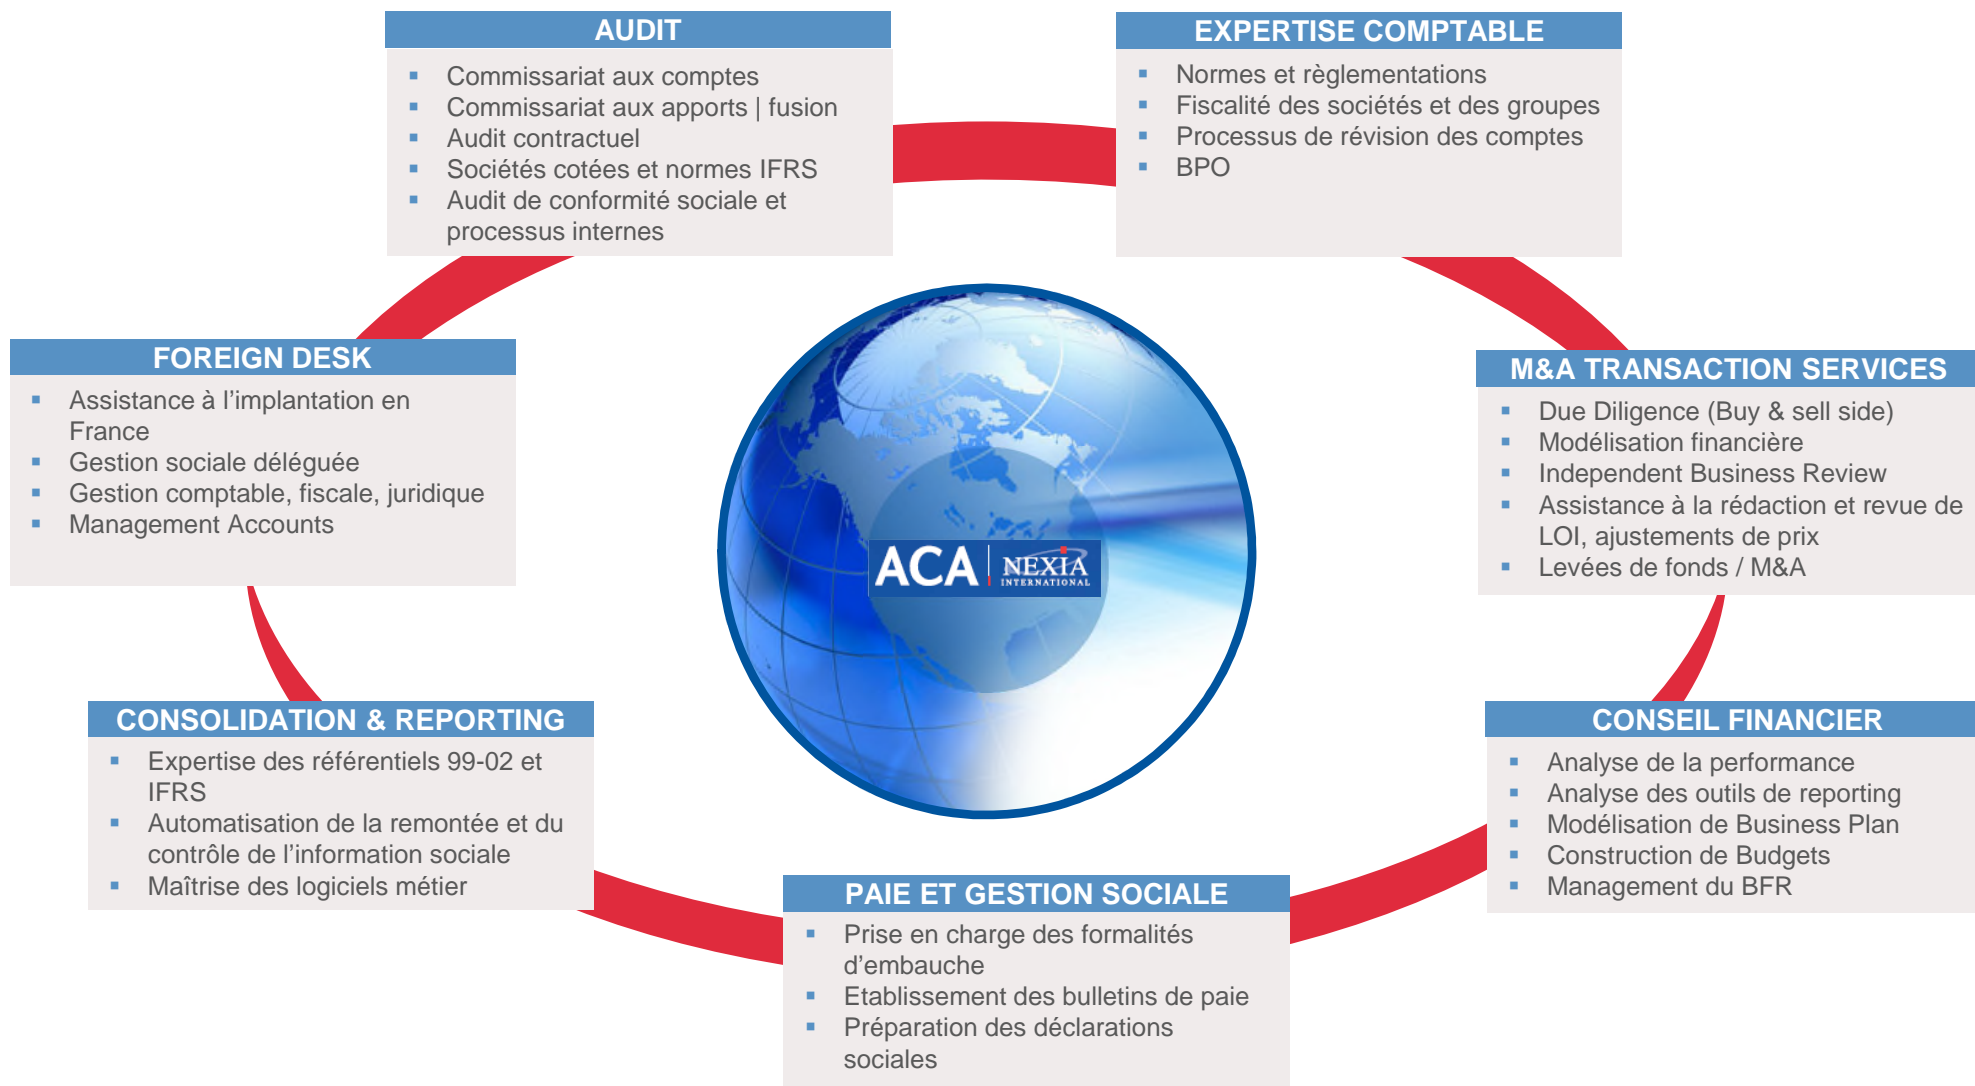 AUDIT
Commissariat aux comptes
Commissariat aux apports | fusion
Audit contractuel
Sociétés cotées et normes IFRS
Audit de conformité sociale et
processus internes
EXPERTISE COMPTABLE
Normes et règlementations
Fiscalité des sociétés et des groupes
Processus de révision des comptes
BPO
FOREIGN DESK
Assistance à l’implantation en
France
Gestion sociale déléguée
Gestion comptable, fiscale, juridique
Management Accounts
M&A TRANSACTION SERVICES
Due Diligence (Buy & sell side)
Modélisation financière
Independent Business Review
Assistance à la rédaction et revue de
LOI, ajustements de prix
Levées de fonds / M&A
ACA NEXIA
INTERNATIONAL
CONSOLIDATION & REPORTING
Expertise des référentiels 99-02 et
IFRS
Automatisation de la remontée et du
contrôle de l’information sociale
Maîtrise des logiciels métier
CONSEIL FINANCIER
Analyse de la performance
Analyse des outils de reporting
Modélisation de Business Plan
Construction de Budgets
Management du BFR
PAIE ET GESTION SOCIALE
Prise en charge des formalités
d’embauche
Etablissement des bulletins de paie
Préparation des déclarations
sociales